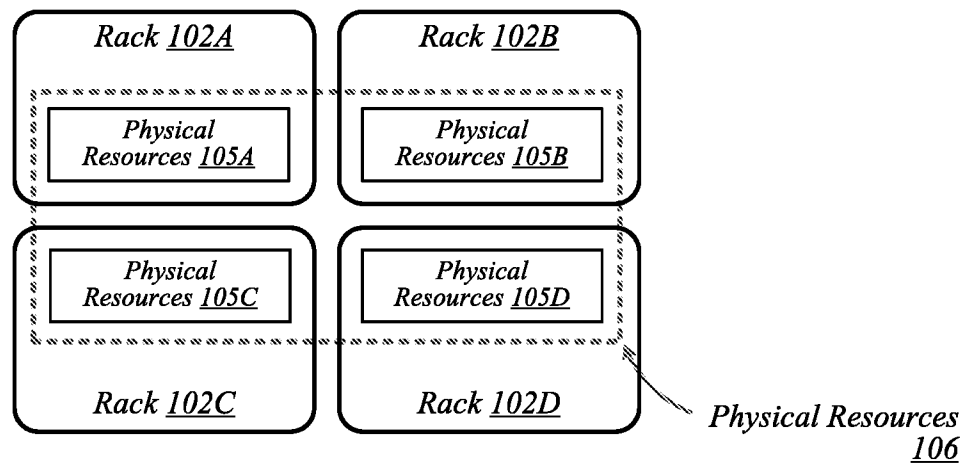 Rack 102A
Rack 102B
Physical
Resources 105A
Physical
Resources 105B
Physical
Resources 105C
Physical
Resources 105D
Rack 102C
Rack 102D
Physical Resources
106